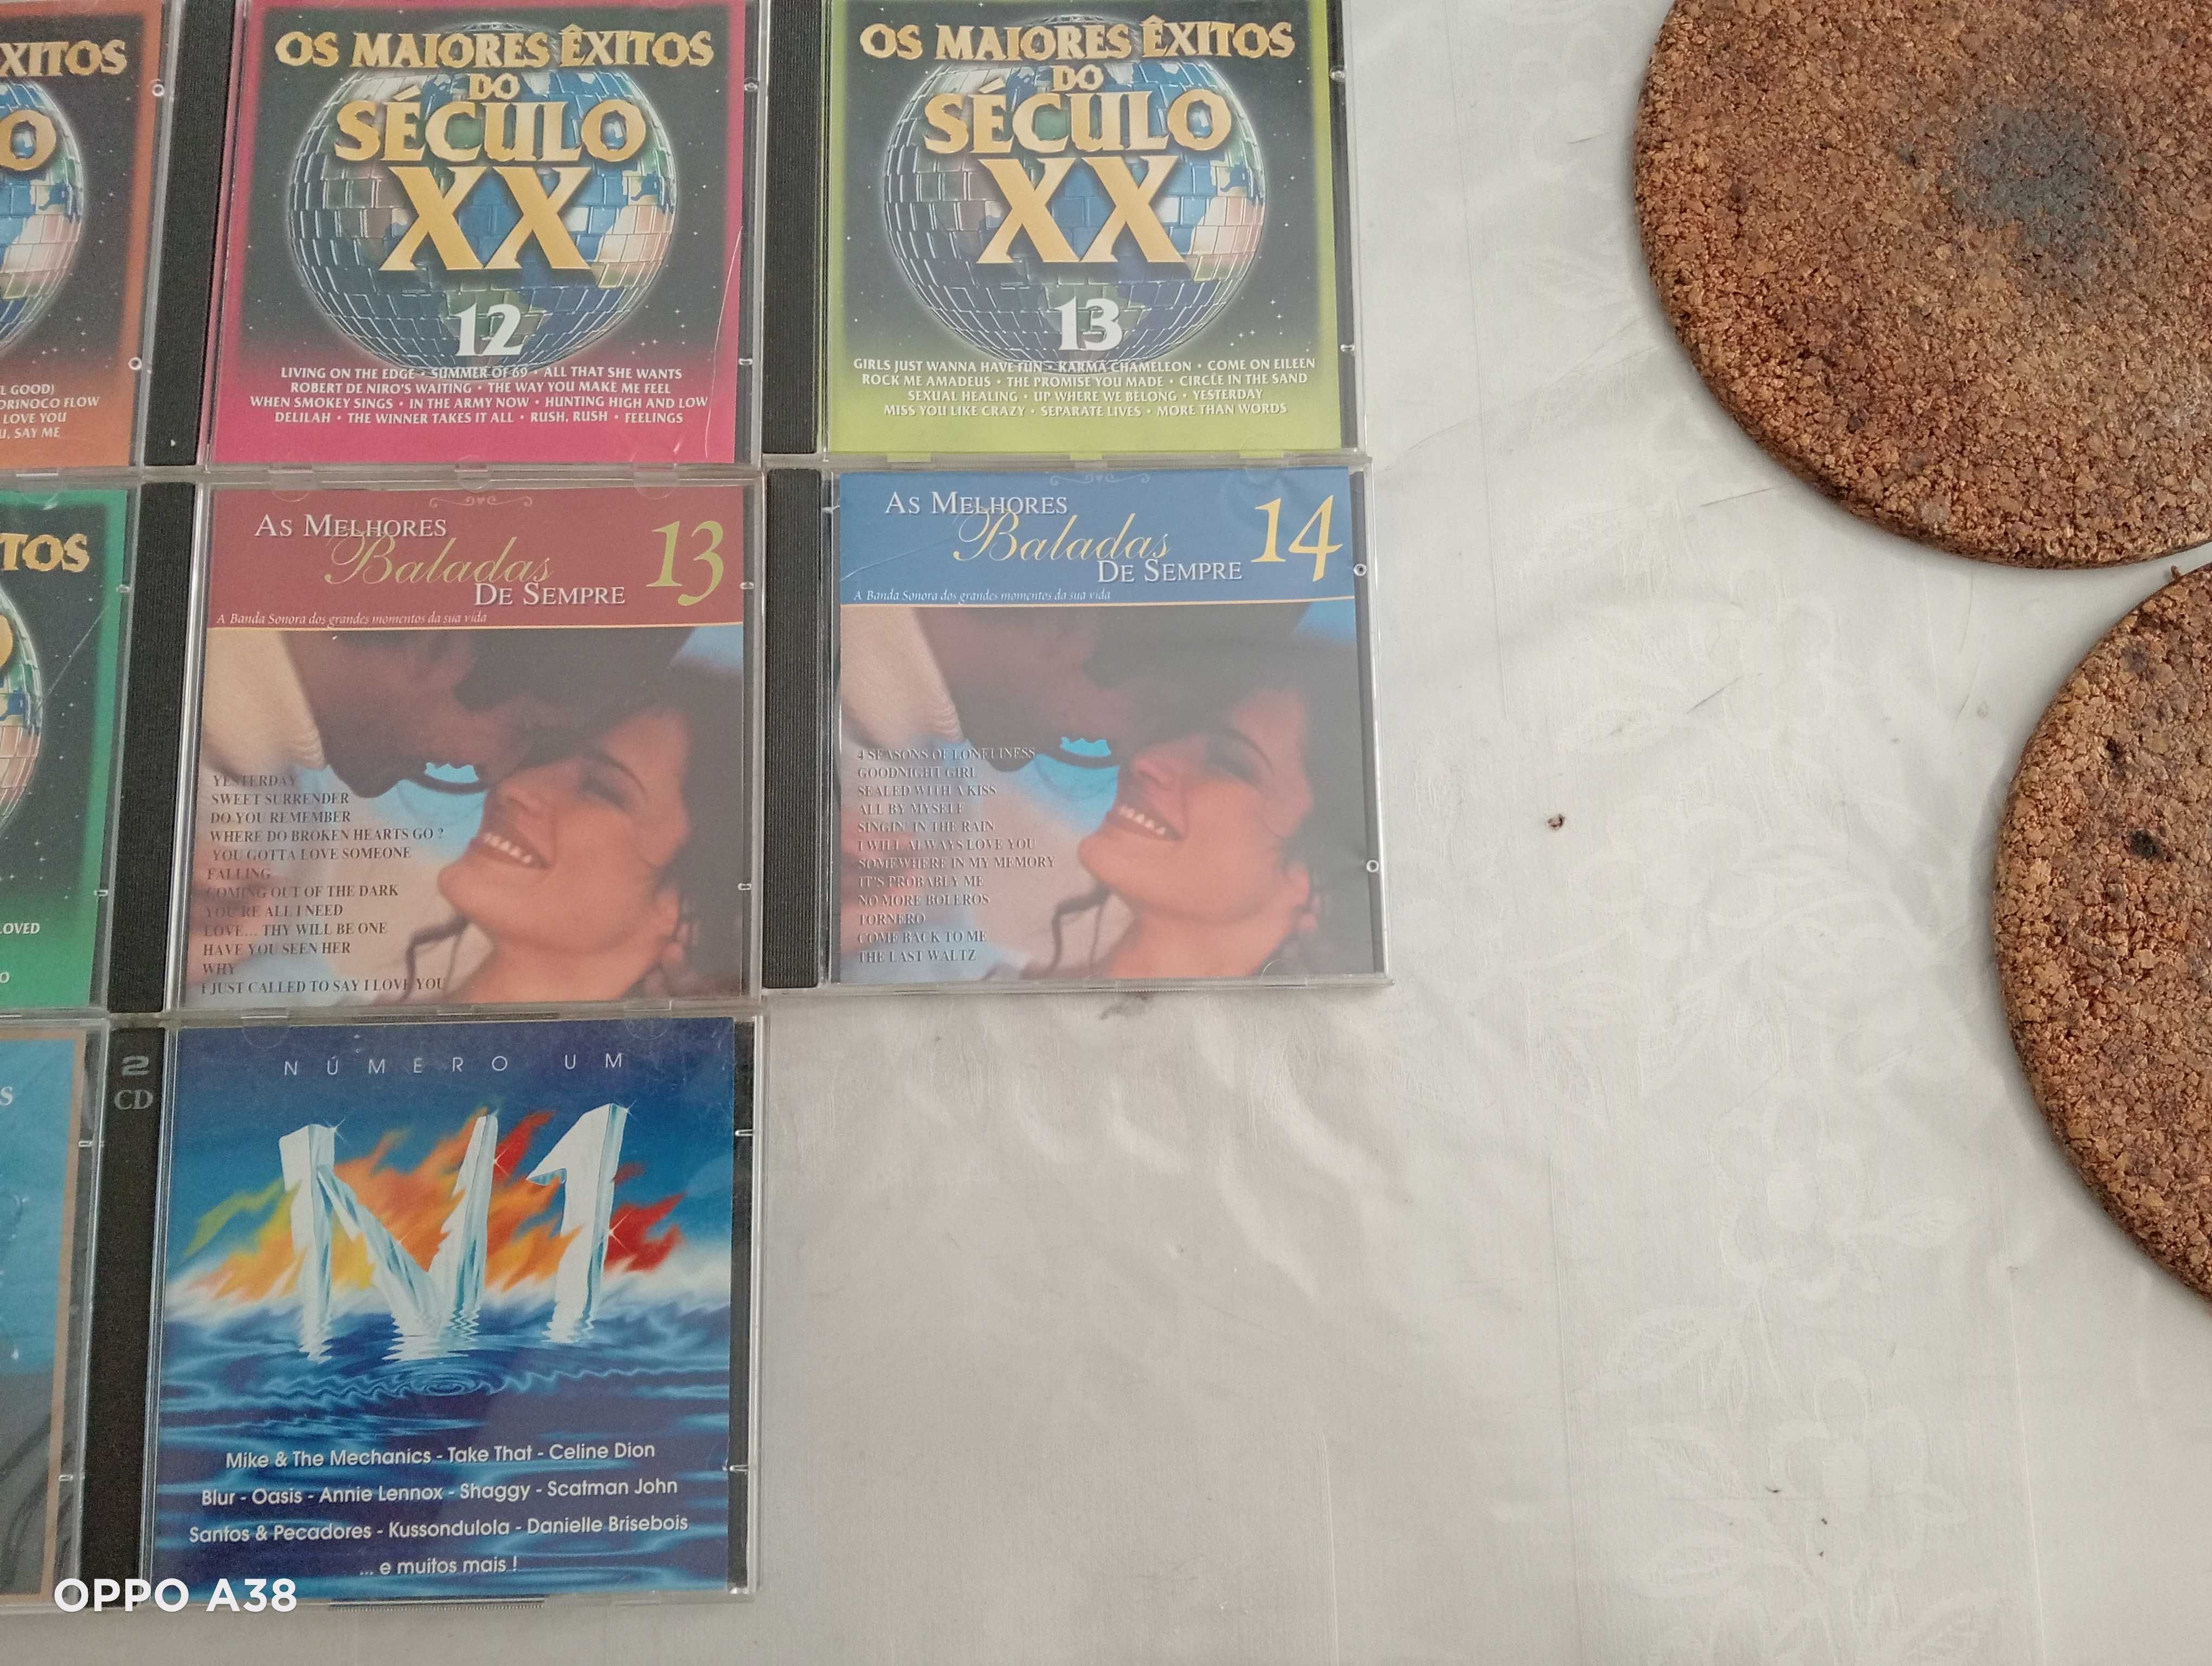 XITOS
O
L GOOD)
ORINOCO FLOW
LOVE YOU
U, SAY ME
OS MAIORES ÊXITOS
DO
SÉCULO
XX
12
LIVING ON THE EDGE • SUMMER OF 69 • ALL THAT SHE WANTS
ROBERT DE NIRO'S WAITING • THE WAY YOU MAKE ME FEEL
WHEN SMOKEY SINGS • IN THE ARMY NOW • HUNTING HIGH AND LOW
DELILAH • THE WINNER TAKES IT ALL • RUSH, RUSH • FEELINGS
OS MAIORES ÊXITOS
DO
SÉCULO
XX
13
GIRLS JUST WANNA HAVE FUN • KARMA CHAMELEON • COME ON EILEEN
ROCK ME AMADEUS • THE PROMISE YOU MADE • CIRCLE IN THE SAND
SEXUAL HEALING • UP WHERE WE BELONG • YESTERDAY
MISS YOU LIKE CRAZY • SEPARATE LIVES • MORE THAN WORDS
TOS
OVED
O
AS MELHORES
Baladas
DE SEMPRE
13
A Banda Sonora dos grandes momentos da sua vida
YESTERDAY
SWEET SURRENDER
DO YOU REMEMBER
WHERE DO BROKEN HEARTS GO ?
YOU GOTTA LOVE SOMEONE
FALLING
COMING OUT OF THE DARK
YOU'RE ALL I NEED
LOVE... THY WILL BE ONE
HAVE YOU SEEN HER
WHY
I JUST CALLED TO SAY I LOVE YOU
AS MELHORES
Baladas
DE SEMPRE
14
A Banda Sonora dos grandes momentos da sua vida
4 SEASONS OF LONELINESS
GOODNIGHT GIRL
SEALED WITH A KISS
ALL BY MYSELF
SINGIN' IN THE RAIN
I WILL ALWAYS LOVE YOU
SOMEWHERE IN MY MEMORY
IT'S PROBABLY ME
NO MORE BOLEROS
TORNERO
COME BACK TO ME
THE LAST WALTZ
S
2
CD
NÚMERO UM
N1
Mike & The Mechanics - Take That - Celine Dion
Blur - Oasis - Annie Lennox - Shaggy - Scatman John
Santos & Pecadores - Kussondulola - Danielle Brisebois
... e muitos mais !
OPPO A38